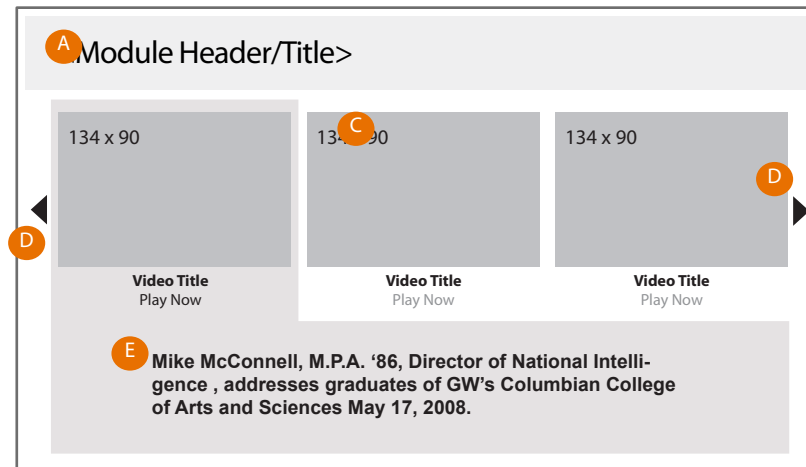 A Module Header/Title>
134 x 90
C
134 x 90
134 x 90
D
D
Video Title
Play Now
Video Title
Play Now
Video Title
Play Now
E
Mike McConnell, M.P.A. ‘86, Director of National Intelli-
gence , addresses graduates of GW’s Columbian College
of Arts and Sciences May 17, 2008.